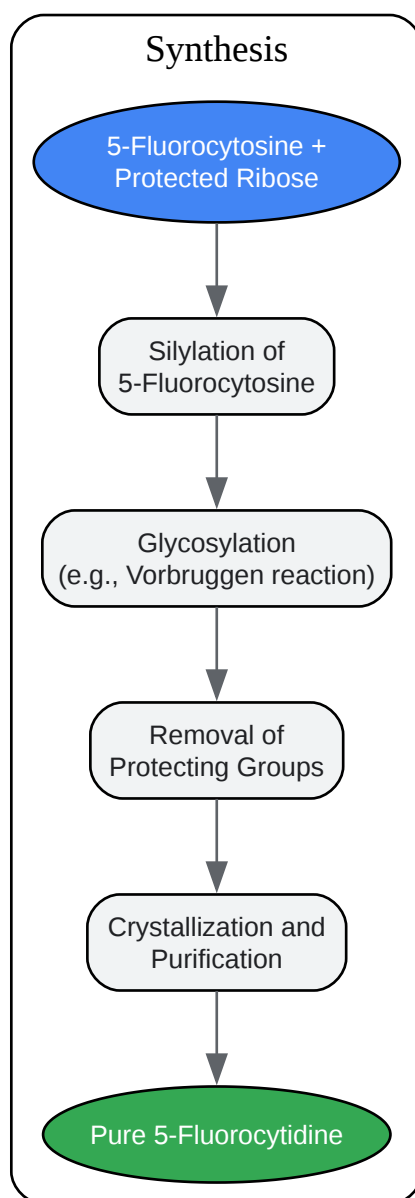 Synthesis
5-Fluorocytosine +
Protected Ribose
Silylation of
5-Fluorocytosine
Glycosylation
(e.g., Vorbruggen reaction)
Removal of
Protecting Groups
Crystallization and
Purification
Pure 5-Fluorocytidine